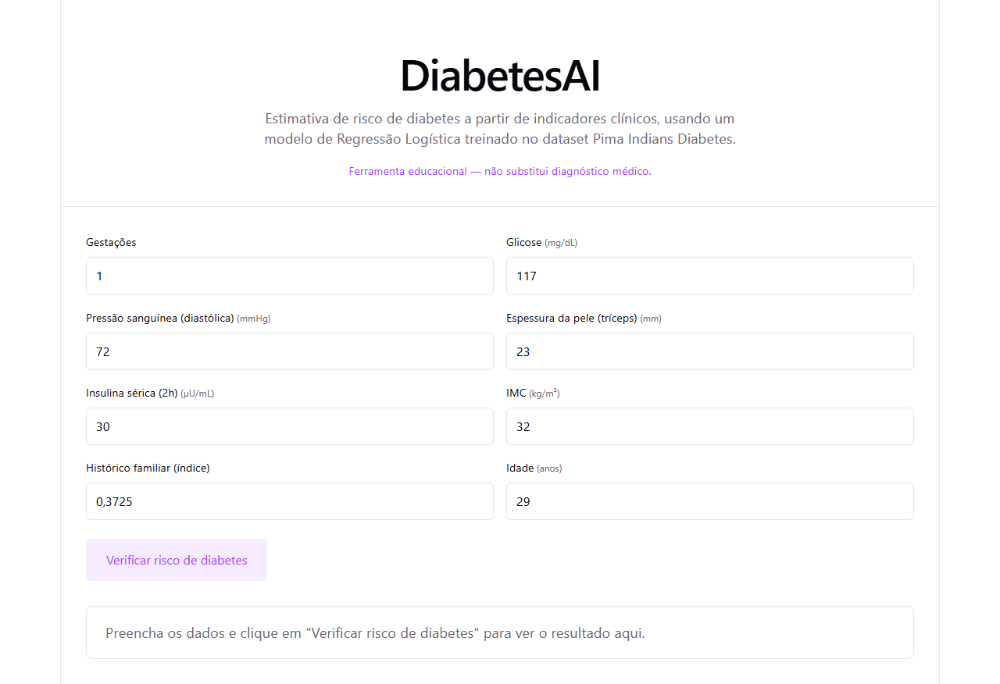 DiabetesAI
Estimativa de risco de diabetes a partir de indicadores clínicos, usando um
modelo de Regressão Logística treinado no dataset Pima Indians Diabetes.
Ferramenta educacional — não substitui diagnóstico médico.
Gestações
1
Glicose (mg/dL)
117
Pressão sanguínea (diastólica) (mmHg)
72
Espessura da pele (tríceps) (mm)
23
Insulina sérica (2h) (µU/mL)
30
IMC (kg/m²)
32
Histórico familiar (índice)
0,3725
Idade (anos)
29
Verificar risco de diabetes
Preencha os dados e clique em "Verificar risco de diabetes" para ver o resultado aqui.